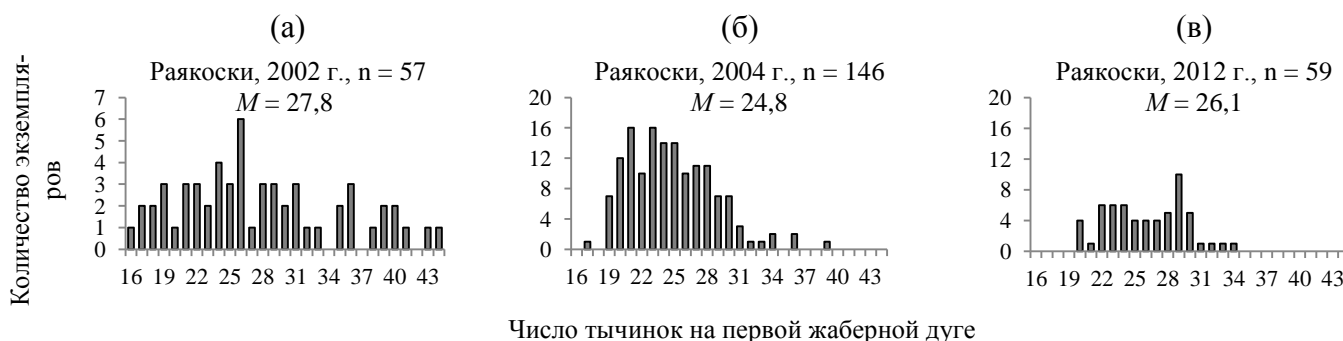 (а)
Раякоски, 2002 г., n = 57
M = 27,8
(б)
Раякоски, 2004 г., n = 146
M = 24,8
(в)
Раякоски, 2012 г., n = 59
M = 26,1
Количество экземпля-
ров
7
6
5
4
3
2
1
0
16 19 22 25 28 31 34 37 40 43
20
16
12
8
4
0
16 19 22 25 28 31 34 37 40 43
20
16
12
8
4
0
16 19 22 25 28 31 34 37 40 43
Число тычинок на первой жаберной дуге